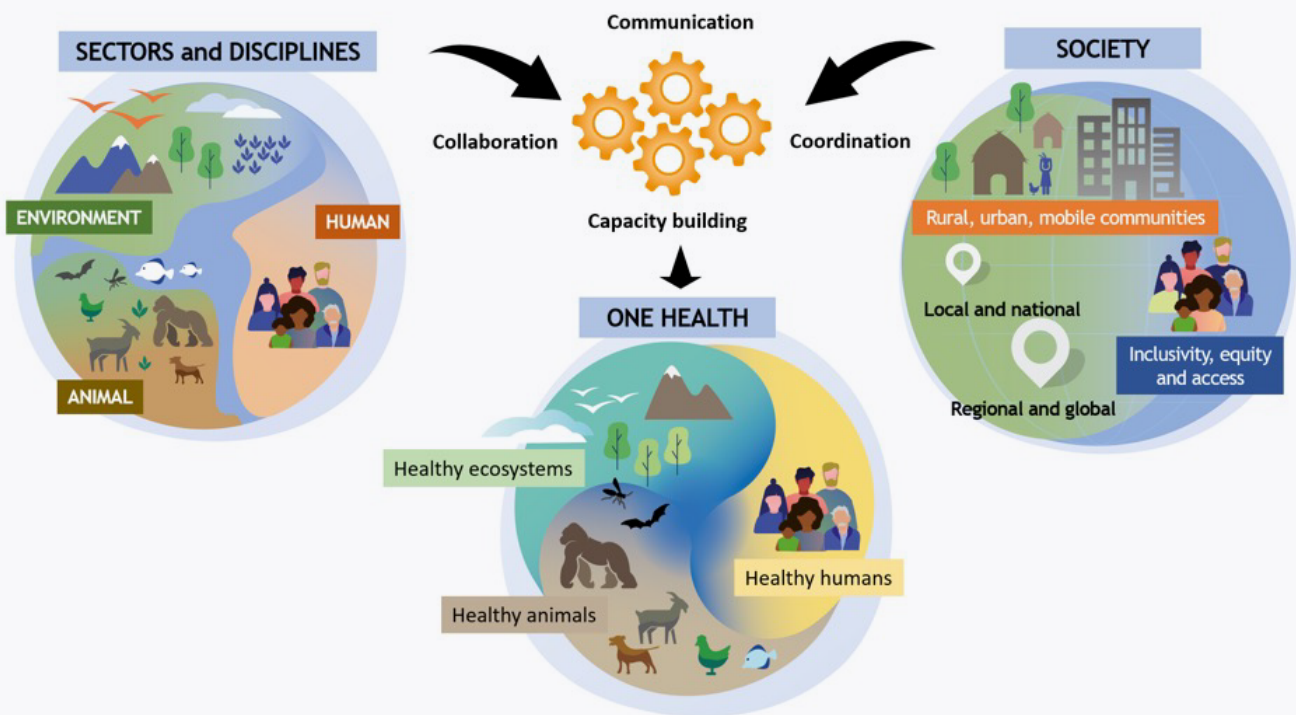 Communication
SECTORS and DISCIPLINES
SOCIETY
Collaboration
Coordination
ENVIRONMENT
HUMAN
Rural, urban, mobile communities
Capacity building
Local and national
ONE HEALTH
Inclusivity, equity
and access
ANIMAL
Regional and global
Healthy ecosystems
Healthy humans
Healthy animals